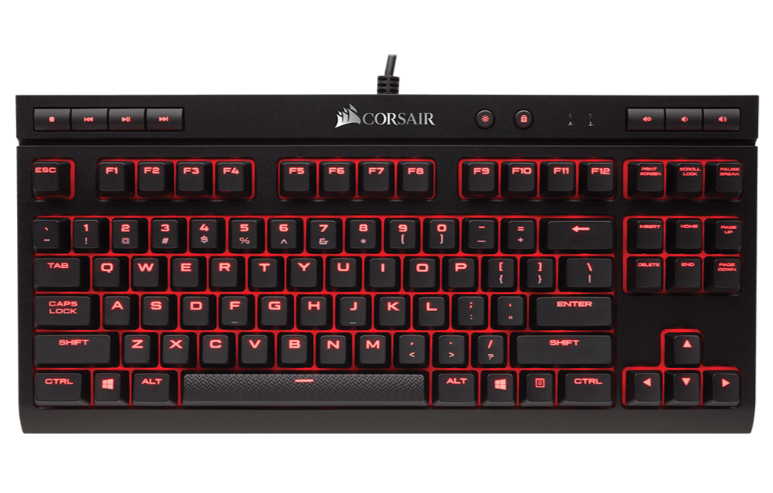 CORSAIR
ESC F1 F2 F3 F4 F5 F6 F7 F8 F9 F10 F11 F12 PRINT SCREEN SCROLL LOCK PAUSE BREAK
` 1 2 3 4 5 6 7 8 9 0 - = INSERT HOME PAGE UP
~ ! @ # $ % ^ & * ( ) _ +
TAB Q W E R T Y U I O P [ ] \ DELETE END PAGE DOWN
{ } |
CAPS LOCK A S D F G H J K L ; ' ENTER
: "
SHIFT Z X C V B N M , . / SHIFT
< > ?
CTRL ALT ALT CTRL